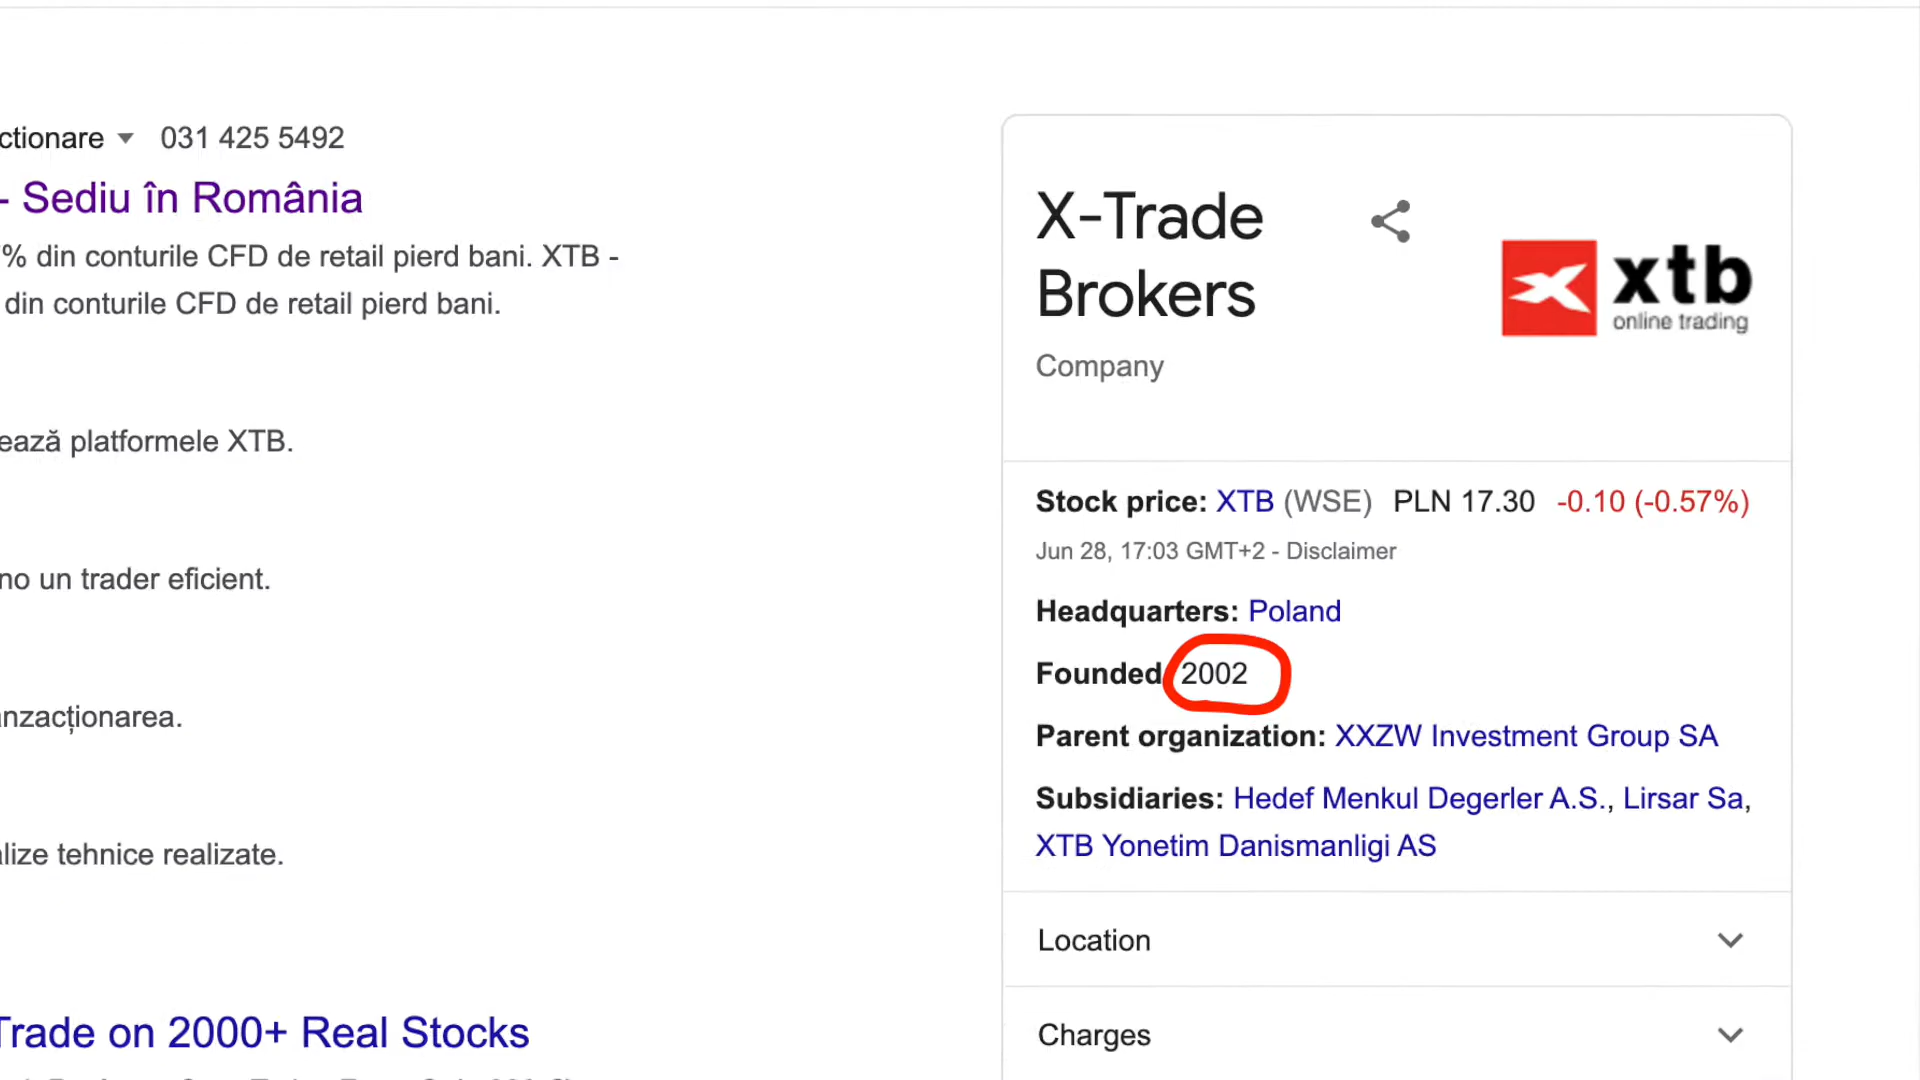 ctionare 031 425 5492
- Sediu în România
% din conturile CFD de retail pierd bani. XTB -
din conturile CFD de retail pierd bani.
ează platformele XTB.
no un trader eficient.
anzacționarea.
lize tehnice realizate.
Trade on 2000+ Real Stocks
X-Trade
Brokers
Company
xtb
online trading
Stock price: XTB (WSE) PLN 17.30 -0.10 (-0.57%)
Jun 28, 17:03 GMT+2 - Disclaimer
Headquarters: Poland
Founded 2002
Parent organization: XXZW Investment Group SA
Subsidiaries: Hedef Menkul Degerler A.S., Lirsar Sa,
XTB Yonetim Danismanligi AS
Location
Charges